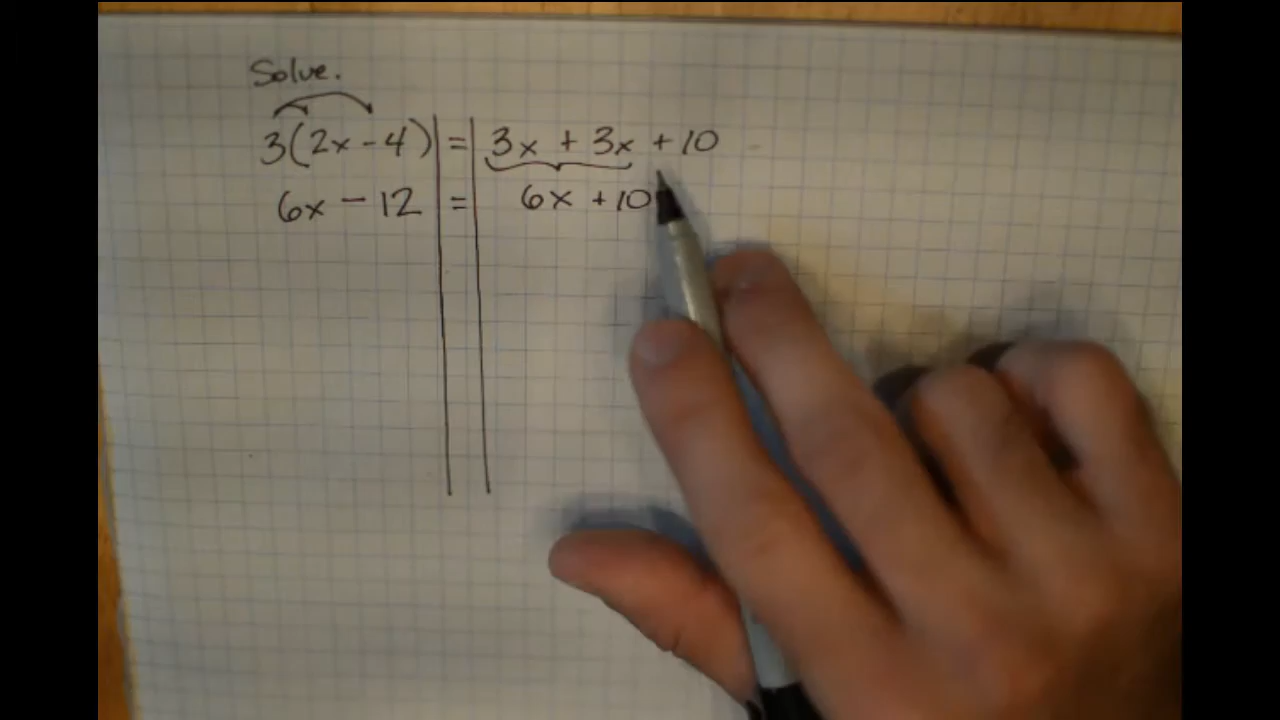 Solve.
3(2x - 4) = 3x + 3x + 10
6x - 12 = 6x + 10